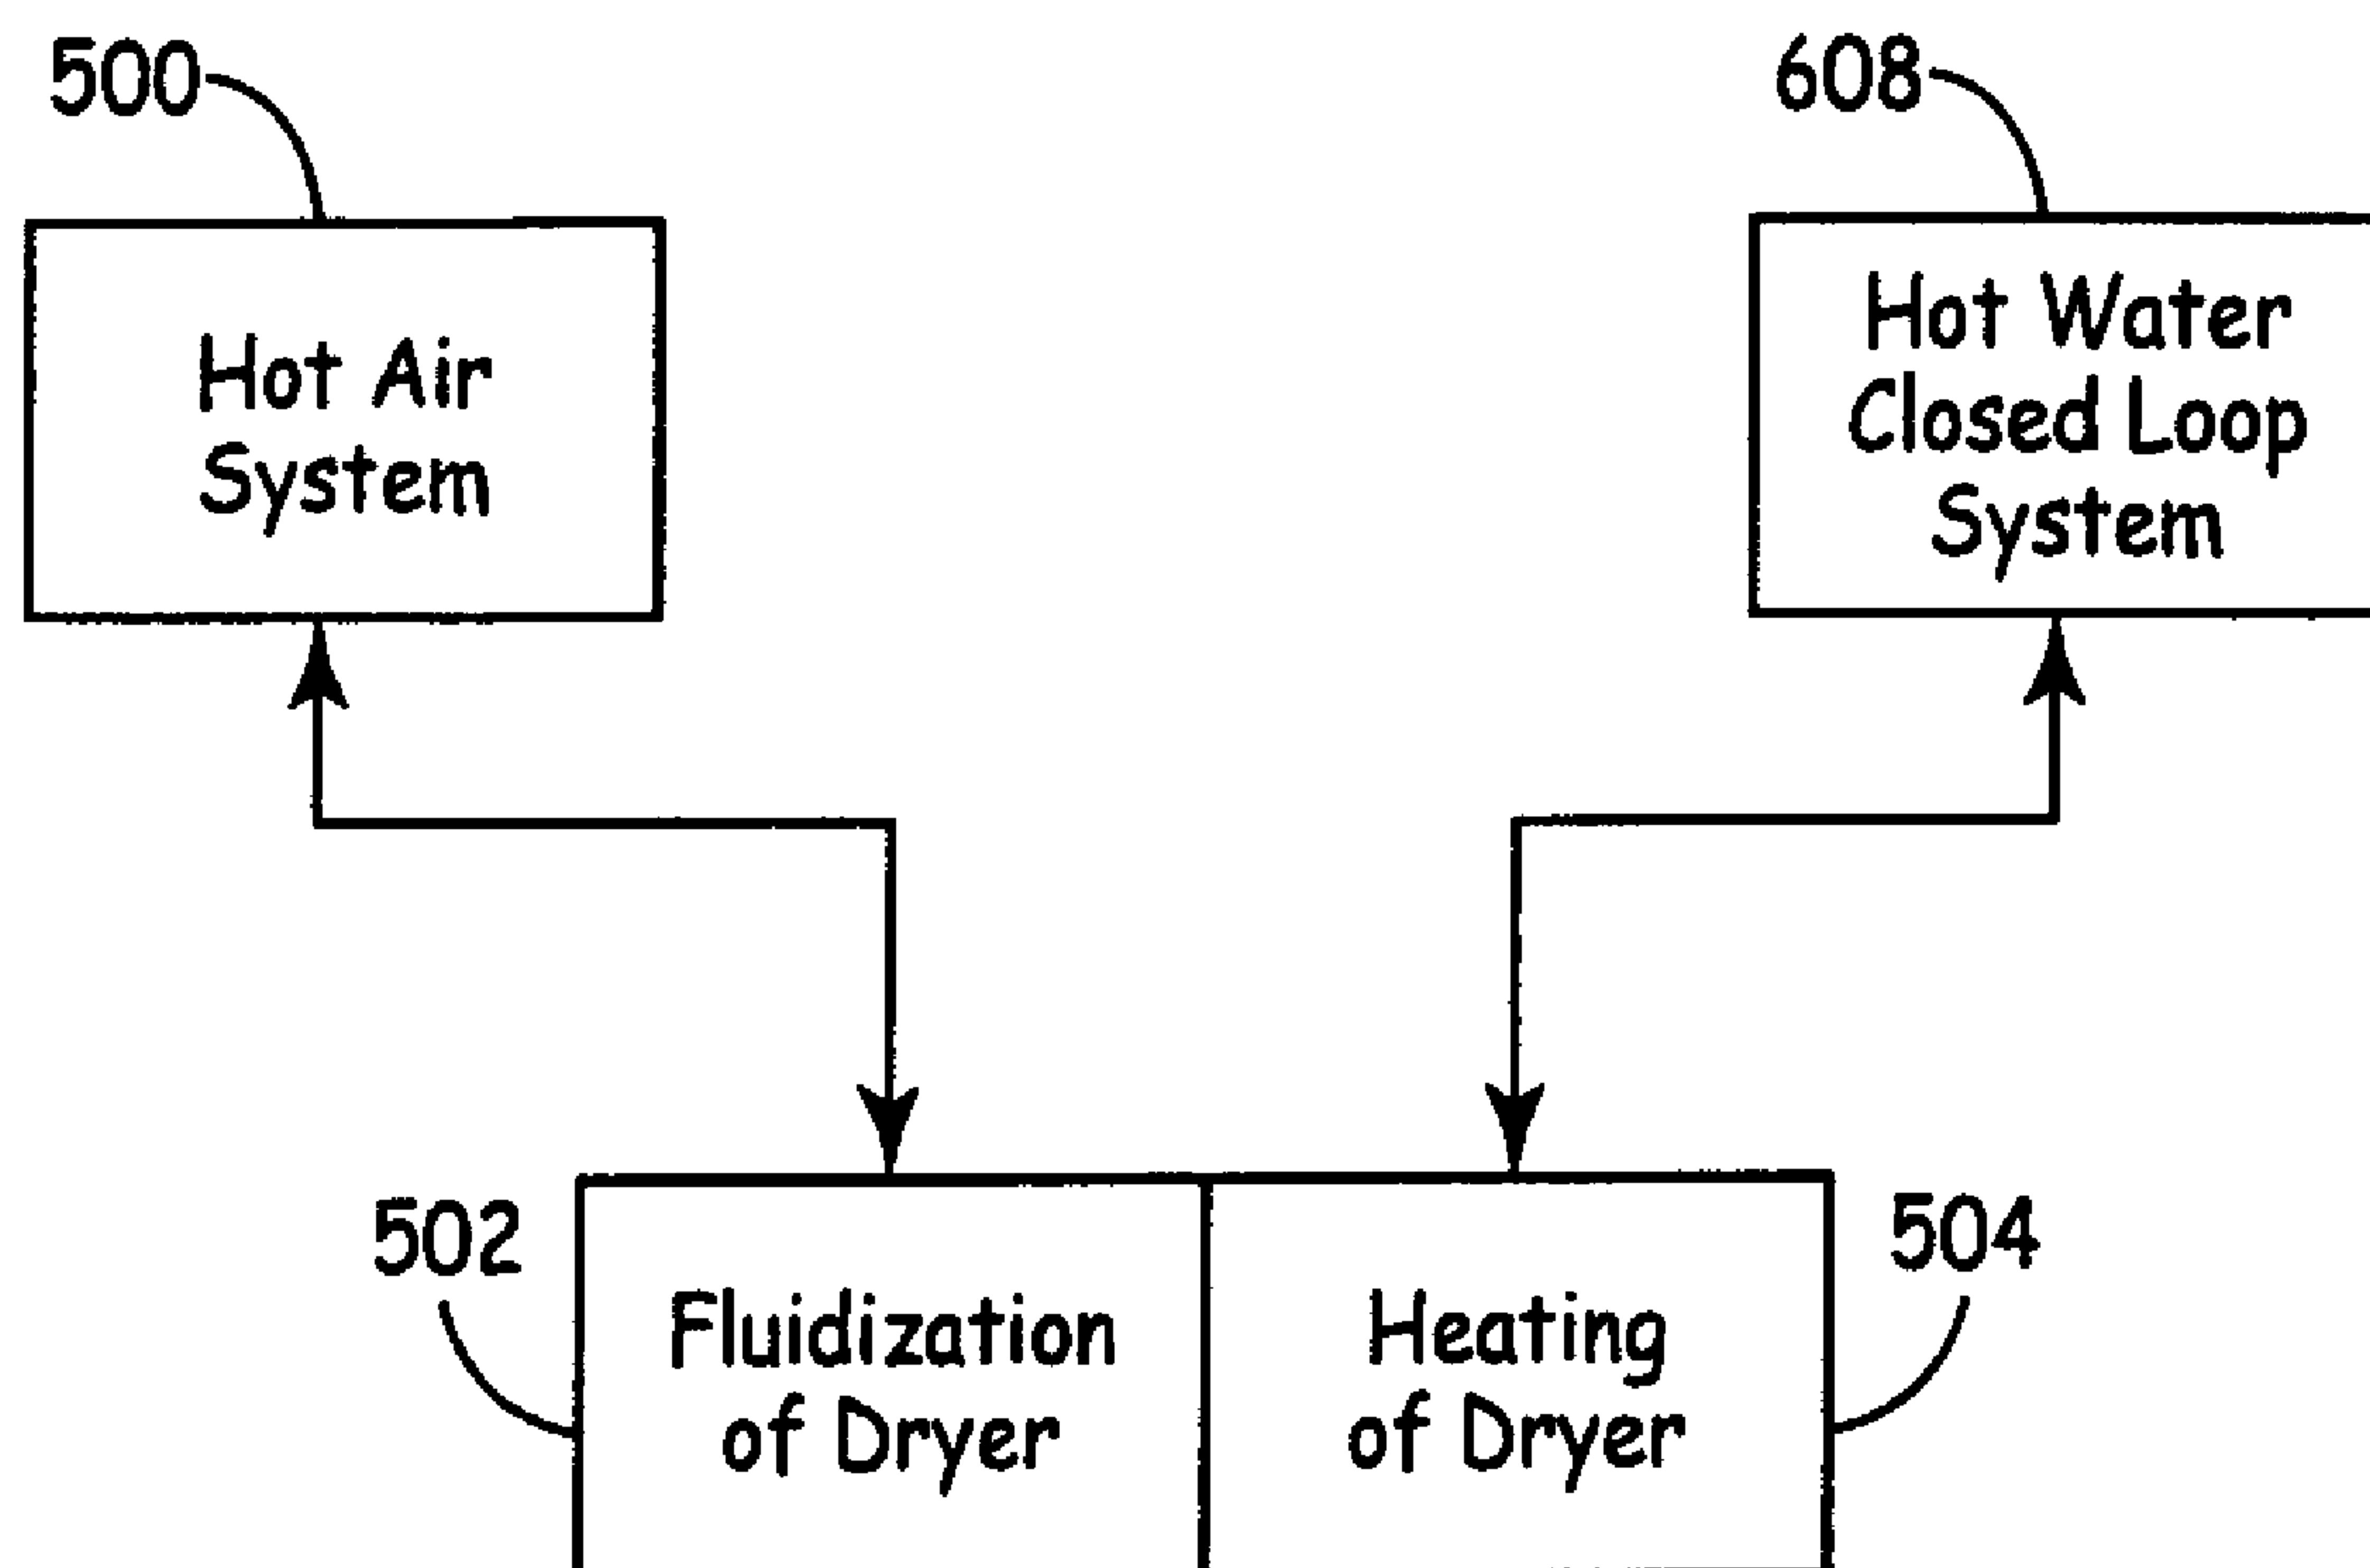 500
608
Hot Air
System
Hot Water
Closed Loop
System
502
504
Fluidization
of Dryer
Heating
of Dryer